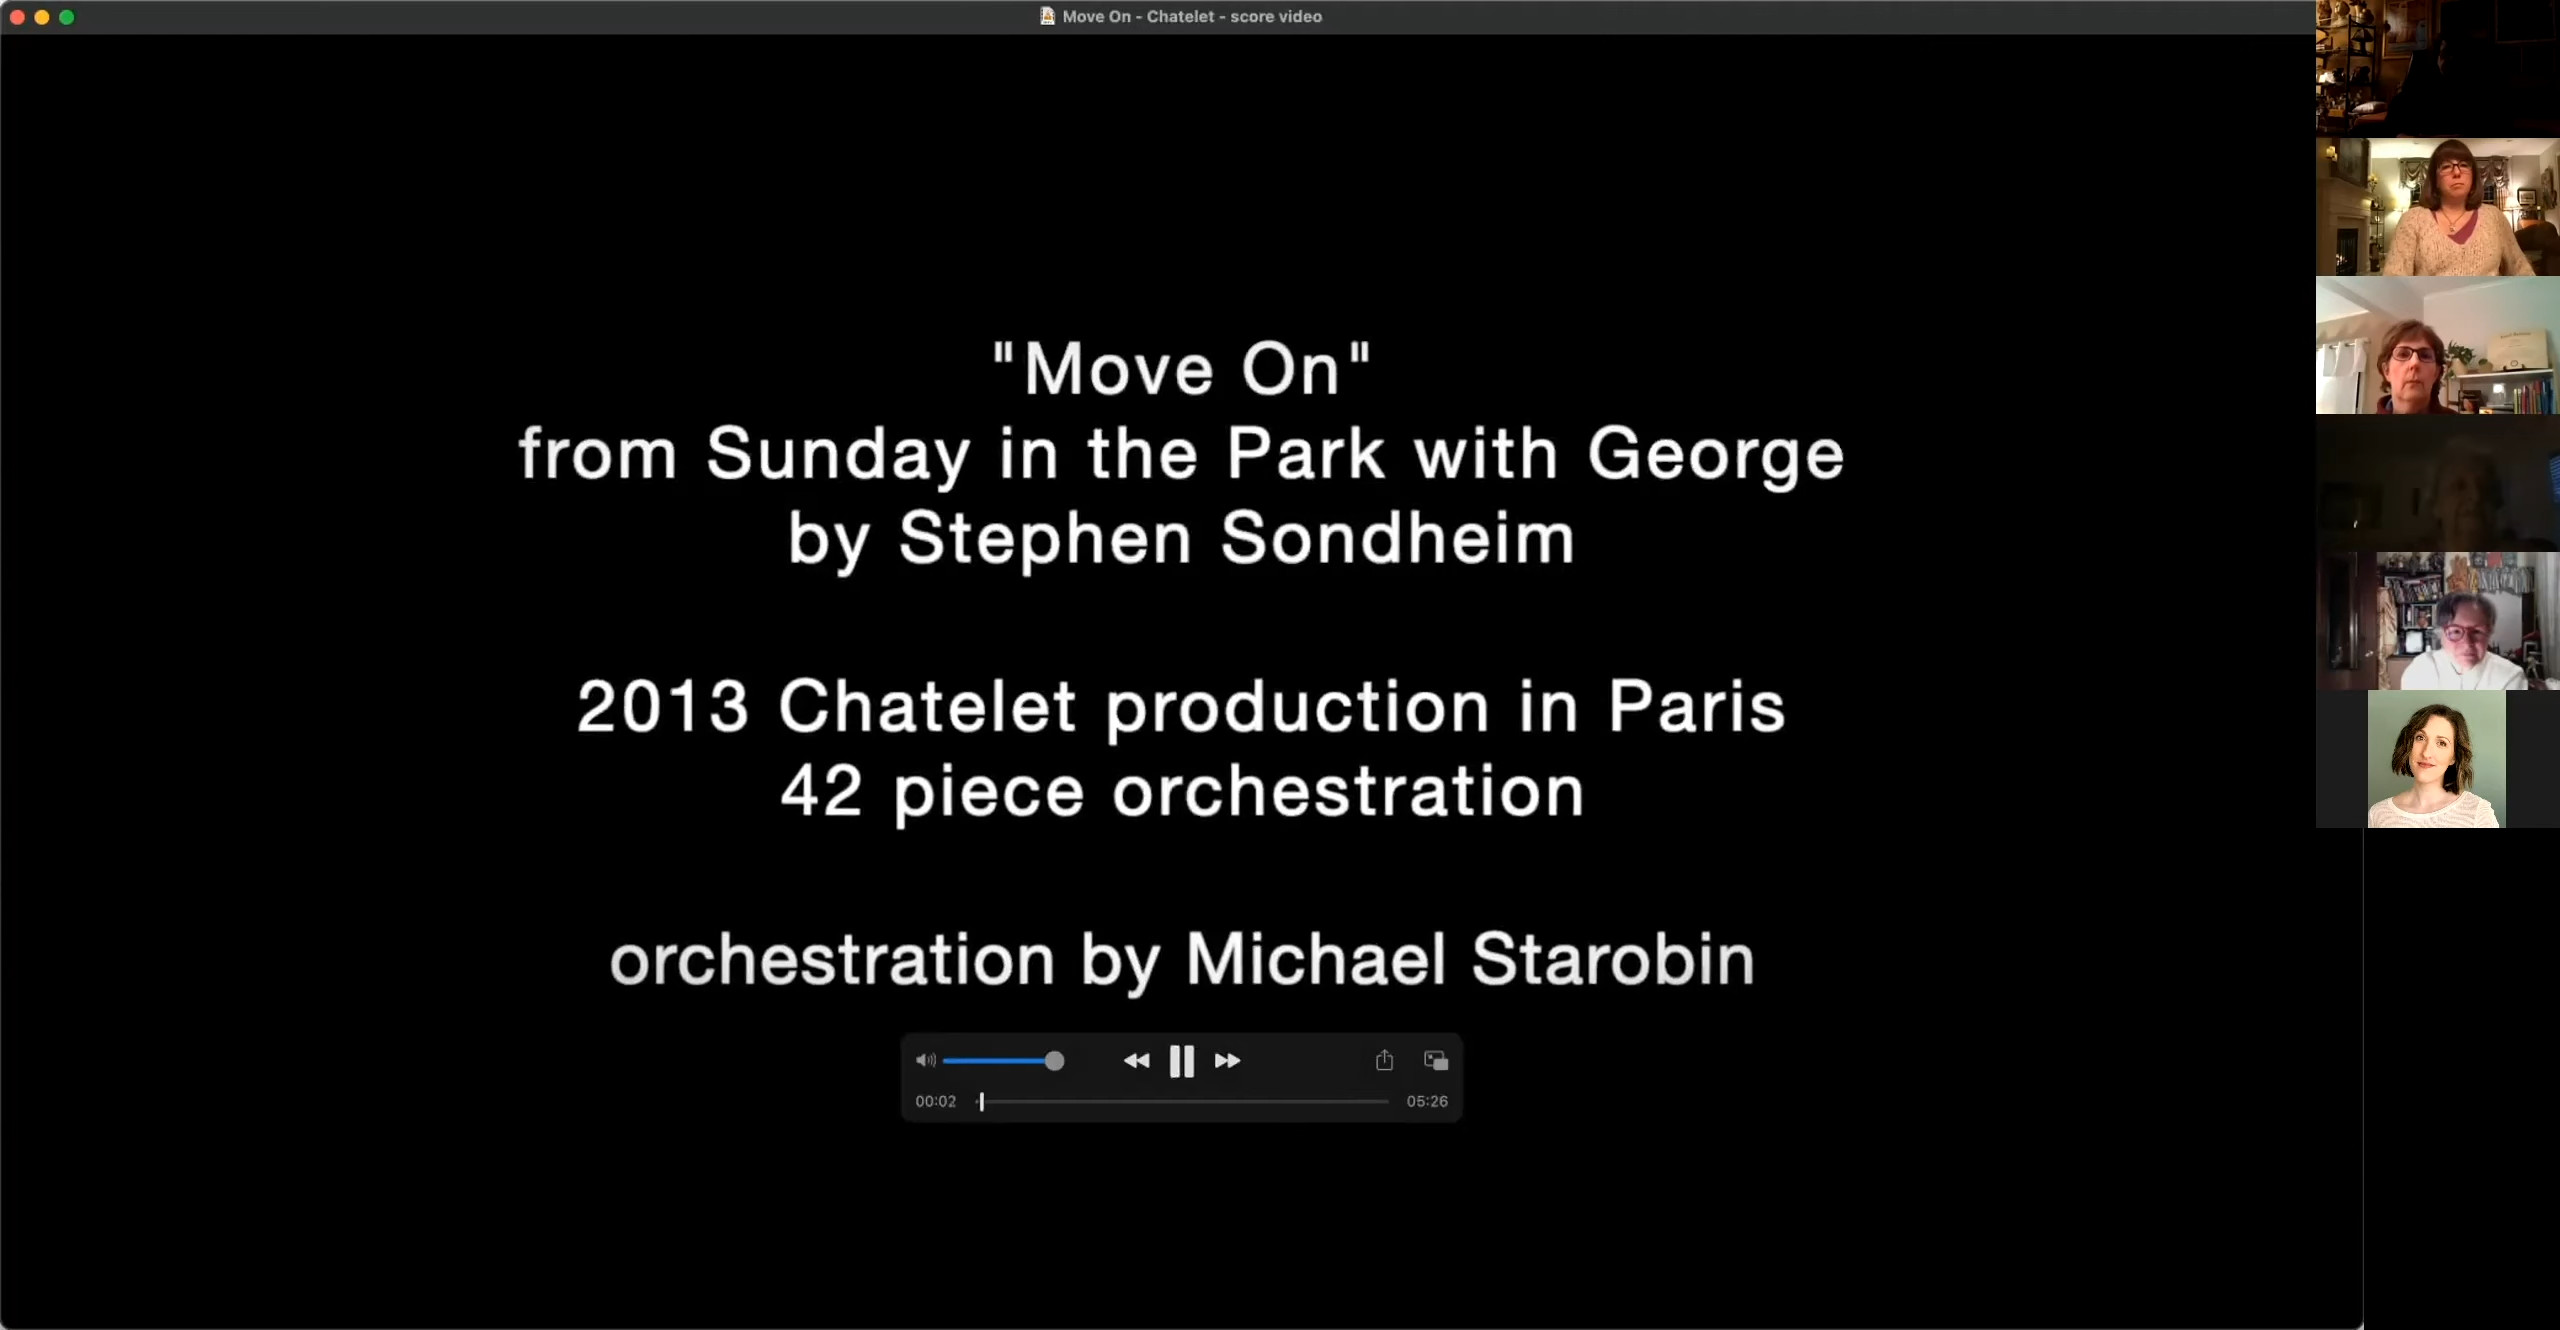 Move On - Chatelet - score video
"Move On"
from Sunday in the Park with George
by Stephen Sondheim
2013 Chatelet production in Paris
42 piece orchestration
orchestration by Michael Starobin
00:02
05:26